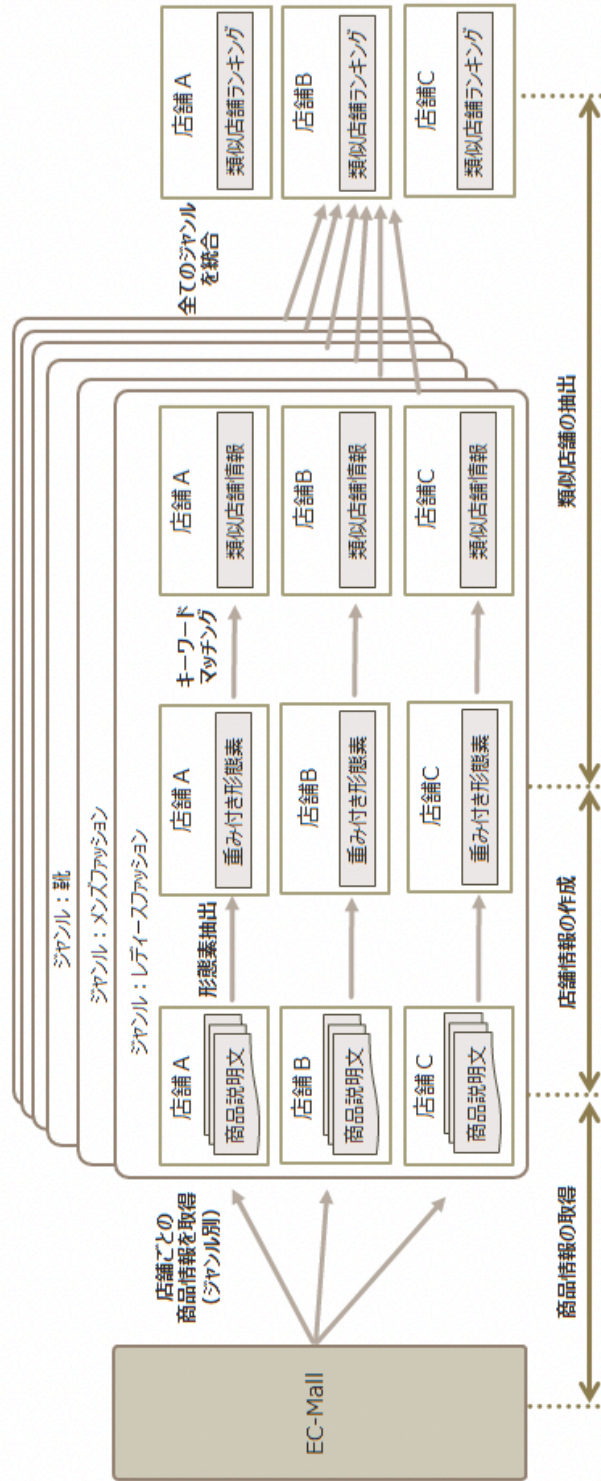 EC-Mall
店舗ごとの
商品情報を取得
(ジャンル別)
ジャンル：靴
ジャンル：メンズファッション
ジャンル：レディースファッション
店舗A
商品説明文
店舗B
商品説明文
店舗C
商品説明文
形態素抽出
店舗A
重み付き形態素
店舗B
重み付き形態素
店舗C
重み付き形態素
キーワード
マッチング
店舗A
類似店舗情報
店舗B
類似店舗情報
店舗C
類似店舗情報
全てのジャンル
を統合
店舗A
類似店舗ランキング
店舗B
類似店舗ランキング
店舗C
類似店舗ランキング
商品情報の取得
店舗情報の作成
類似店舗の抽出